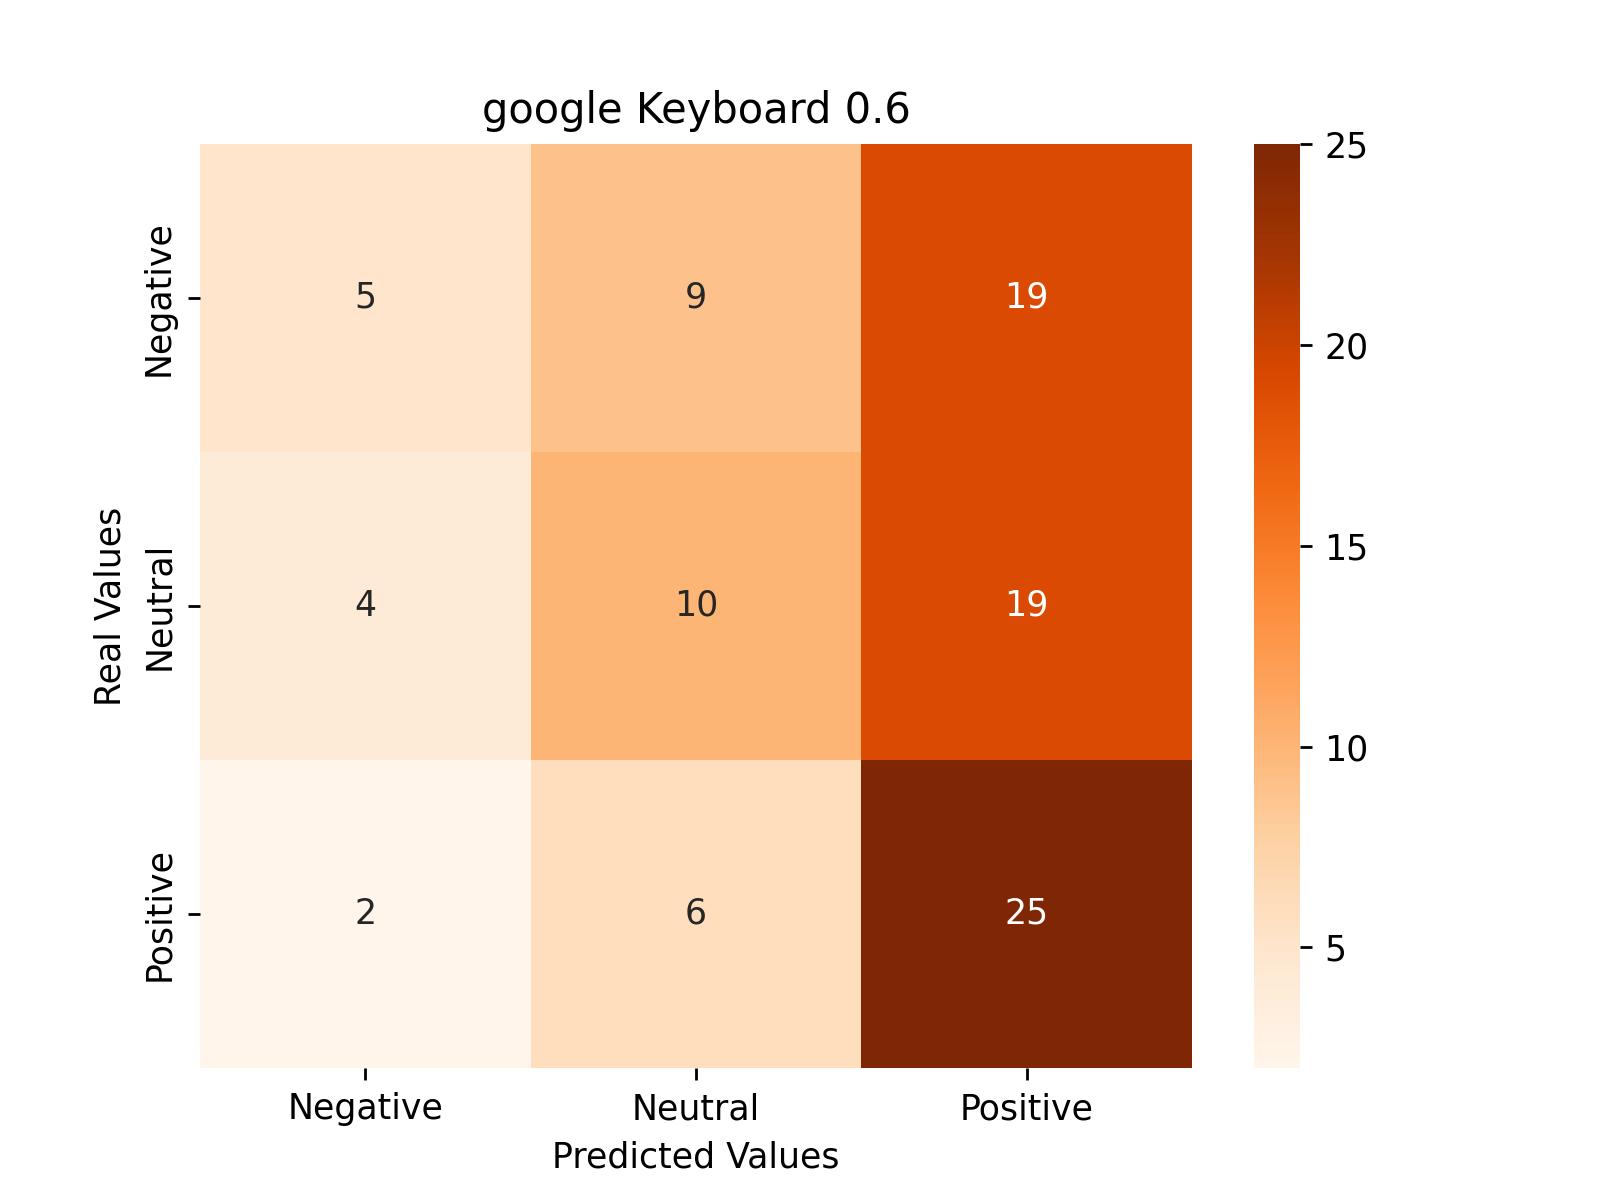 google Keyboard 0.6
Real Values
Negative
5 9 19
Neutral
4 10 19
Positive
2 6 25
Negative Neutral Positive
Predicted Values
25
20
15
10
5